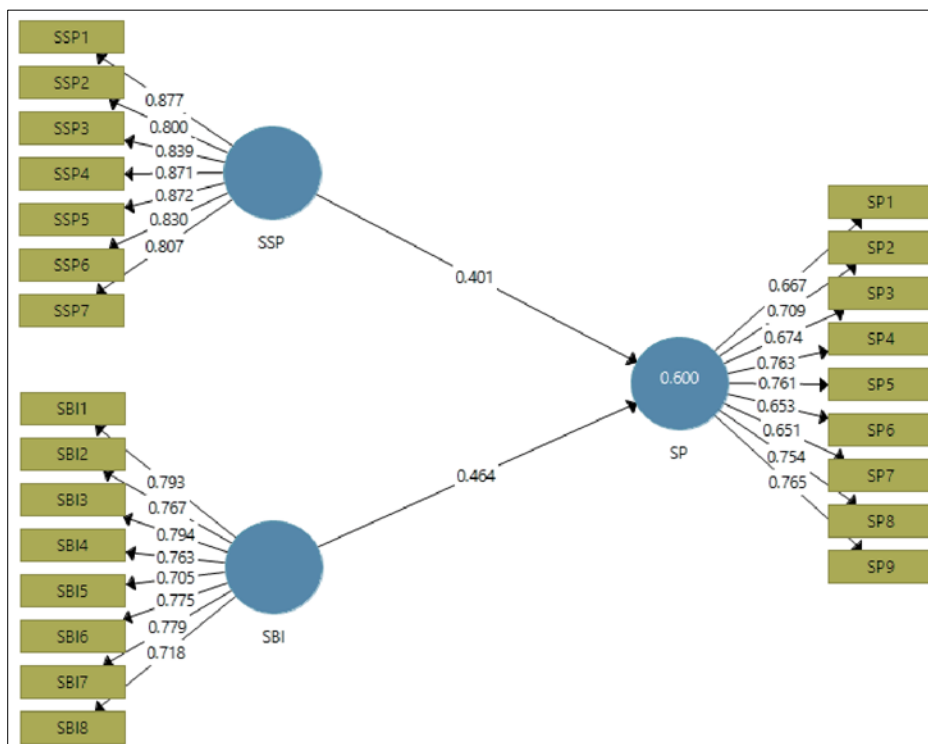 SSP1
SSP2
SSP3
SSP4
SSP5
SSP6
SSP7
0.877
0.800
0.839
0.871
0.872
0.830
0.807
SSP
0.401
SBI1
SBI2
SBI3
SBI4
SBI5
SBI6
SBI7
SBI8
0.793
0.767
0.794
0.763
0.705
0.775
0.779
0.718
SBI
0.464
0.600
SP
0.667
0.709
0.674
0.763
0.761
0.653
0.651
0.754
0.765
SP1
SP2
SP3
SP4
SP5
SP6
SP7
SP8
SP9